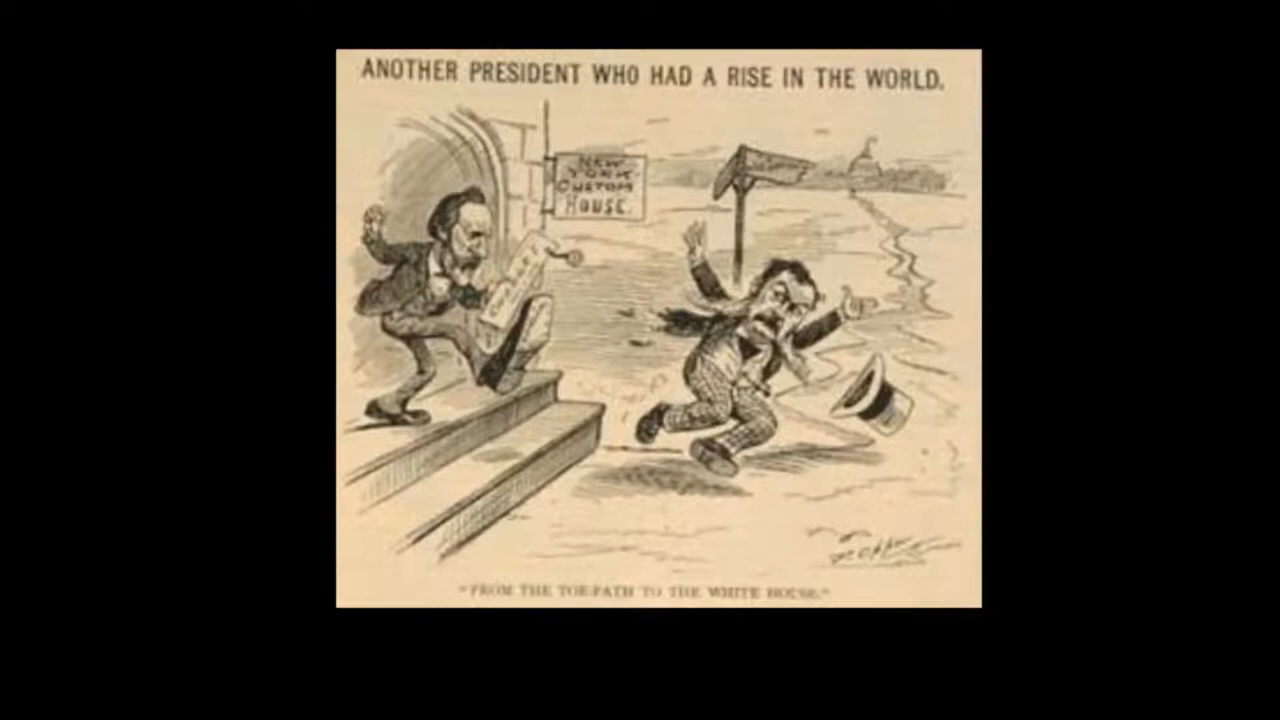 ANOTHER PRESIDENT WHO HAD A RISE IN THE WORLD.
NEW
YORK
CUSTOM
HOUSE.
"FROM THE TOE-PATH TO THE WHITE HOUSE."